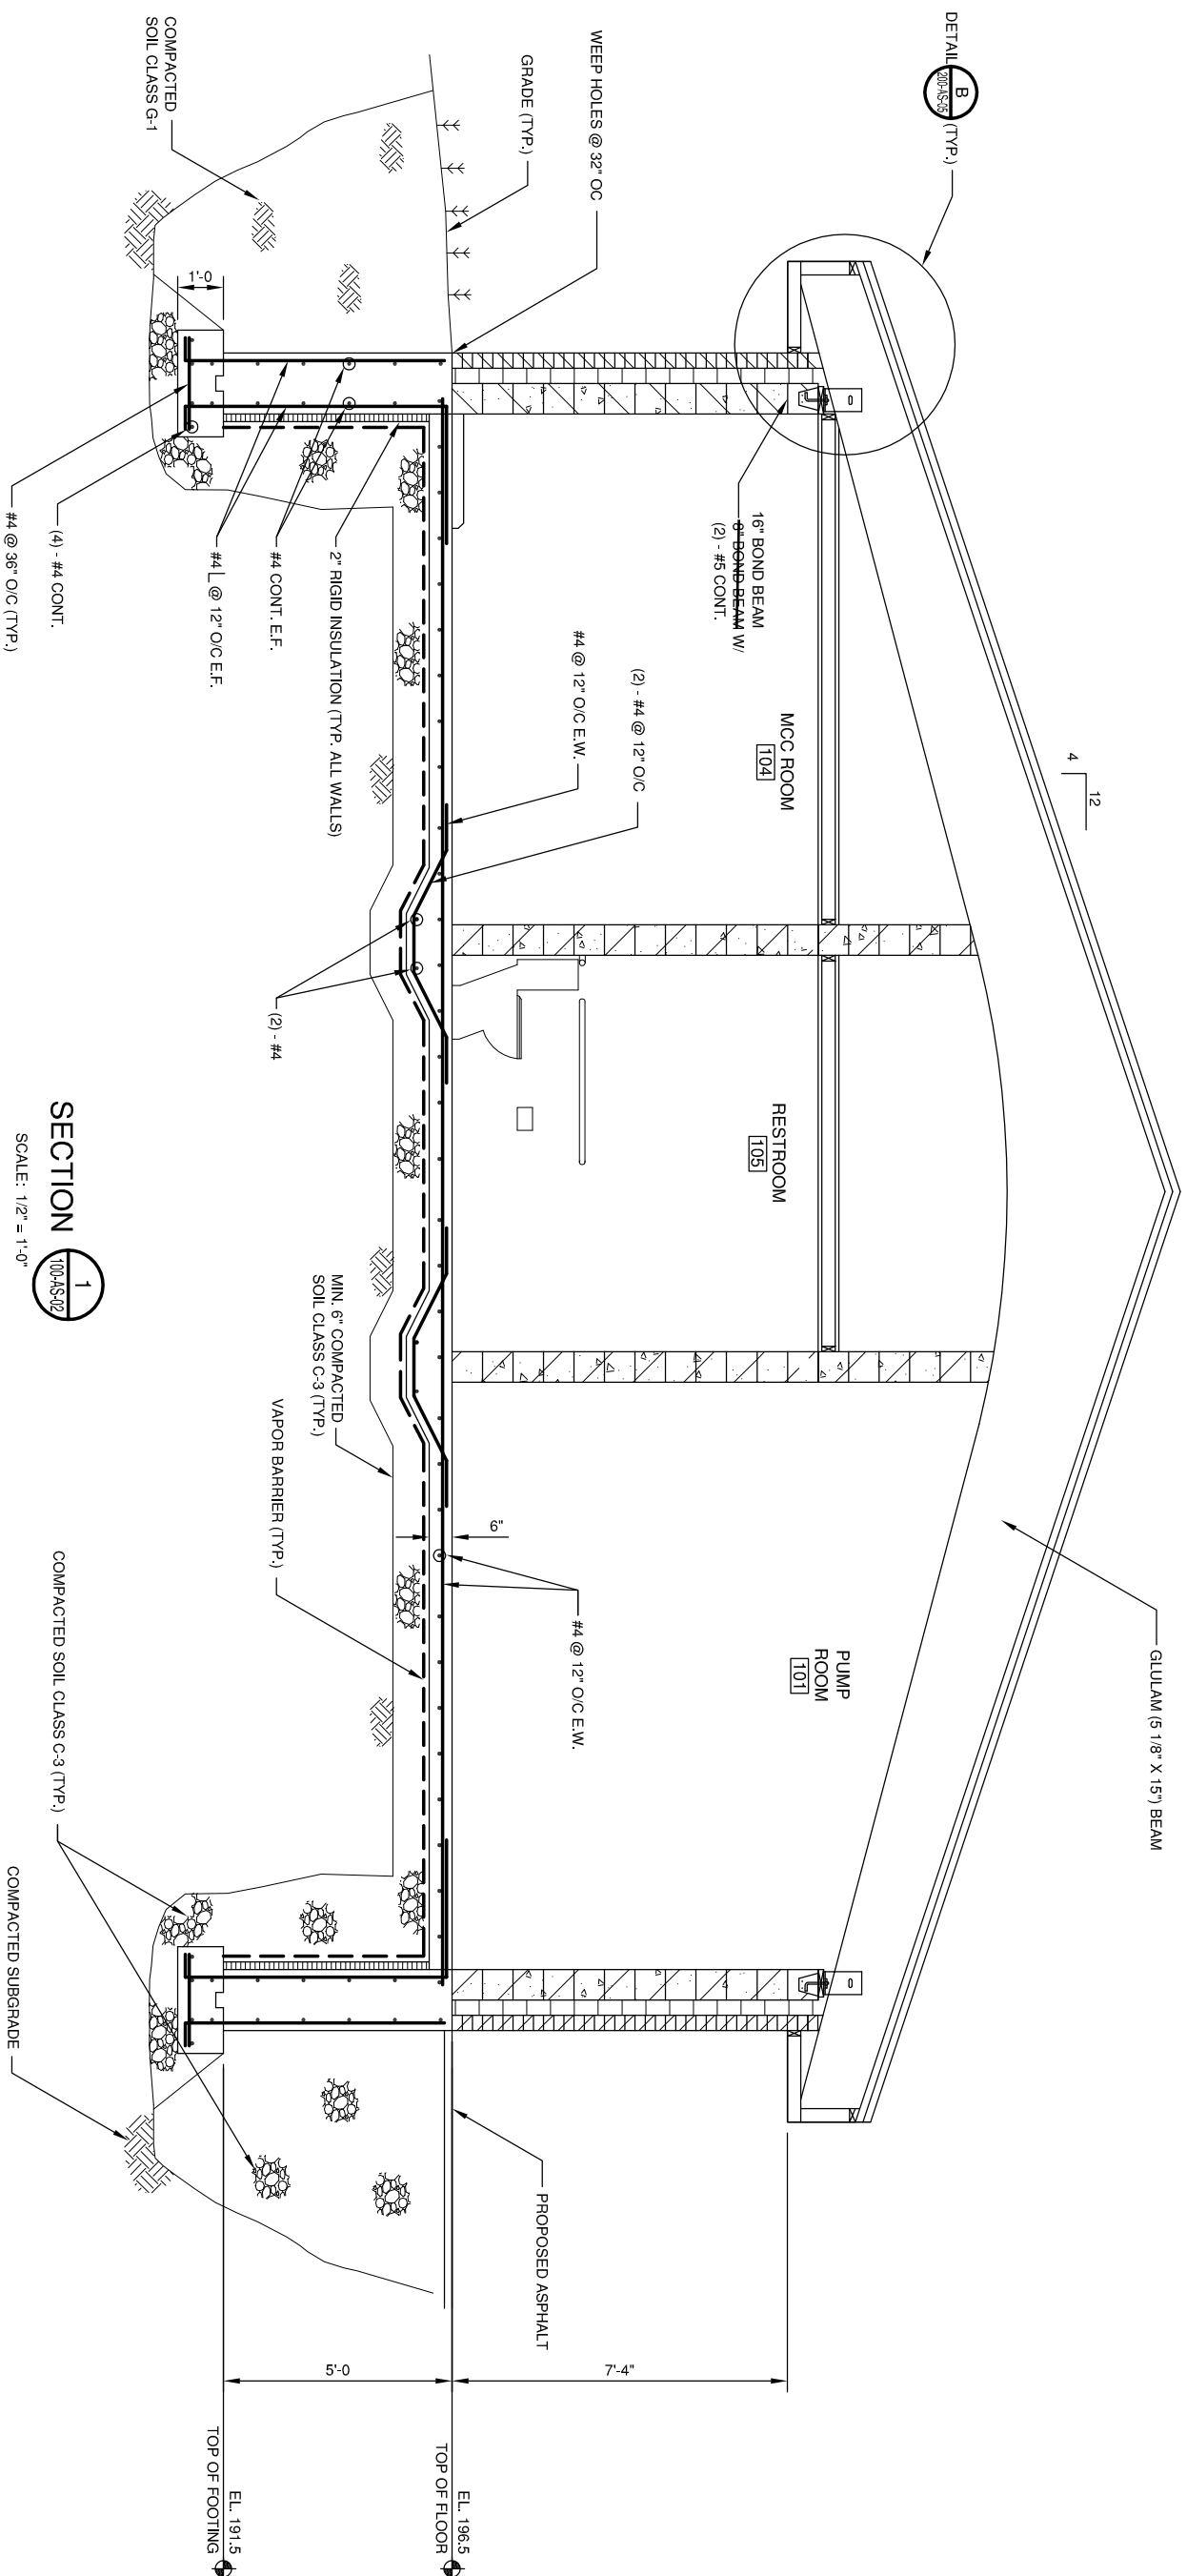 GLULAM (5 1/8" X 15") BEAM
12
4
DETAIL
B
200-AS-05
(TYP.)
WEEP HOLES @ 32" OC
GRADE (TYP.)
COMPACTED
SOIL CLASS G-1
1'-0
16" BOND BEAM
8" BOND BEAM W/
(2) - #5 CONT.
MCC ROOM
104
RESTROOM
105
PUMP
ROOM
101
(2) - #4 @ 12" O/C
#4 @ 12" O/C E.W.
#4 @ 12" O/C E.W.
6"
2" RIGID INSULATION (TYP. ALL WALLS)
#4 CONT. E.F.
#4 L @ 12" O/C E.F.
(4) - #4 CONT.
#4 @ 36" O/C (TYP.)
(2) - #4
MIN. 6" COMPACTED
SOIL CLASS C-3 (TYP.)
VAPOR BARRIER (TYP.)
COMPACTED SOIL CLASS C-3 (TYP.)
COMPACTED SUBGRADE
PROPOSED ASPHALT
7'-4"
5'-0
EL. 196.5
TOP OF FLOOR
EL. 191.5
TOP OF FOOTING
SECTION
1
100-AS-02
SCALE: 1/2" = 1'-0"